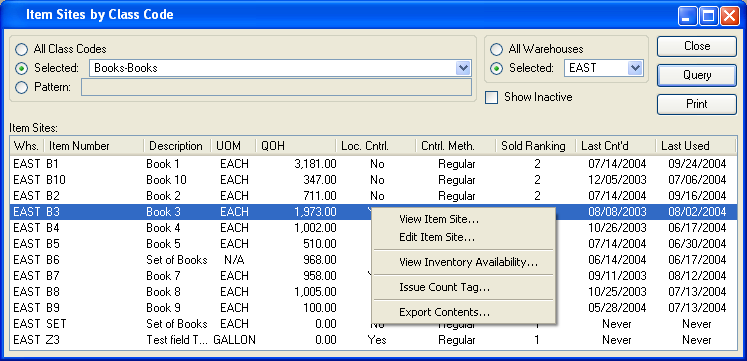 Item Sites by Class Code
All Class Codes
Selected: Books-Books
Pattern:
All Warehouses
Selected: EAST
Show Inactive
Close
Query
Print
Item Sites:
Whs. Item Number Description UOM QOH Loc. Cntrl. Cntrl. Meth. Sold Ranking Last Cnt'd Last Used
EAST B1 Book 1 EACH 3,181.00 No Regular 2 07/14/2004 09/24/2004
EAST B10 Book 10 EACH 347.00 No Regular 2 12/05/2003 07/06/2004
EAST B2 Book 2 EACH 711.00 No Regular 2 07/14/2004 09/16/2004
EAST B3 Book 3 EACH 1,973.00 08/08/2003 08/02/2004
EAST B4 Book 4 EACH 1,002.00 10/26/2003 06/17/2004
EAST B5 Book 5 EACH 510.00 07/14/2004 06/30/2004
EAST B6 Set of Books N/A 968.00 07/14/2004 06/21/2004
EAST B7 Book 7 EACH 958.00 09/11/2003 08/12/2004
EAST B8 Book 8 EACH 1,005.00 10/25/2003 07/13/2004
EAST B9 Book 9 EACH 100.00 05/28/2004 07/13/2004
EAST SET Set of Books EACH 0.00 No Regular 1 Never Never
EAST Z3 Test field T... GALLON 0.00 Yes Regular 1 Never Never
View Item Site...
Edit Item Site...
View Inventory Availability...
Issue Count Tag...
Export Contents...